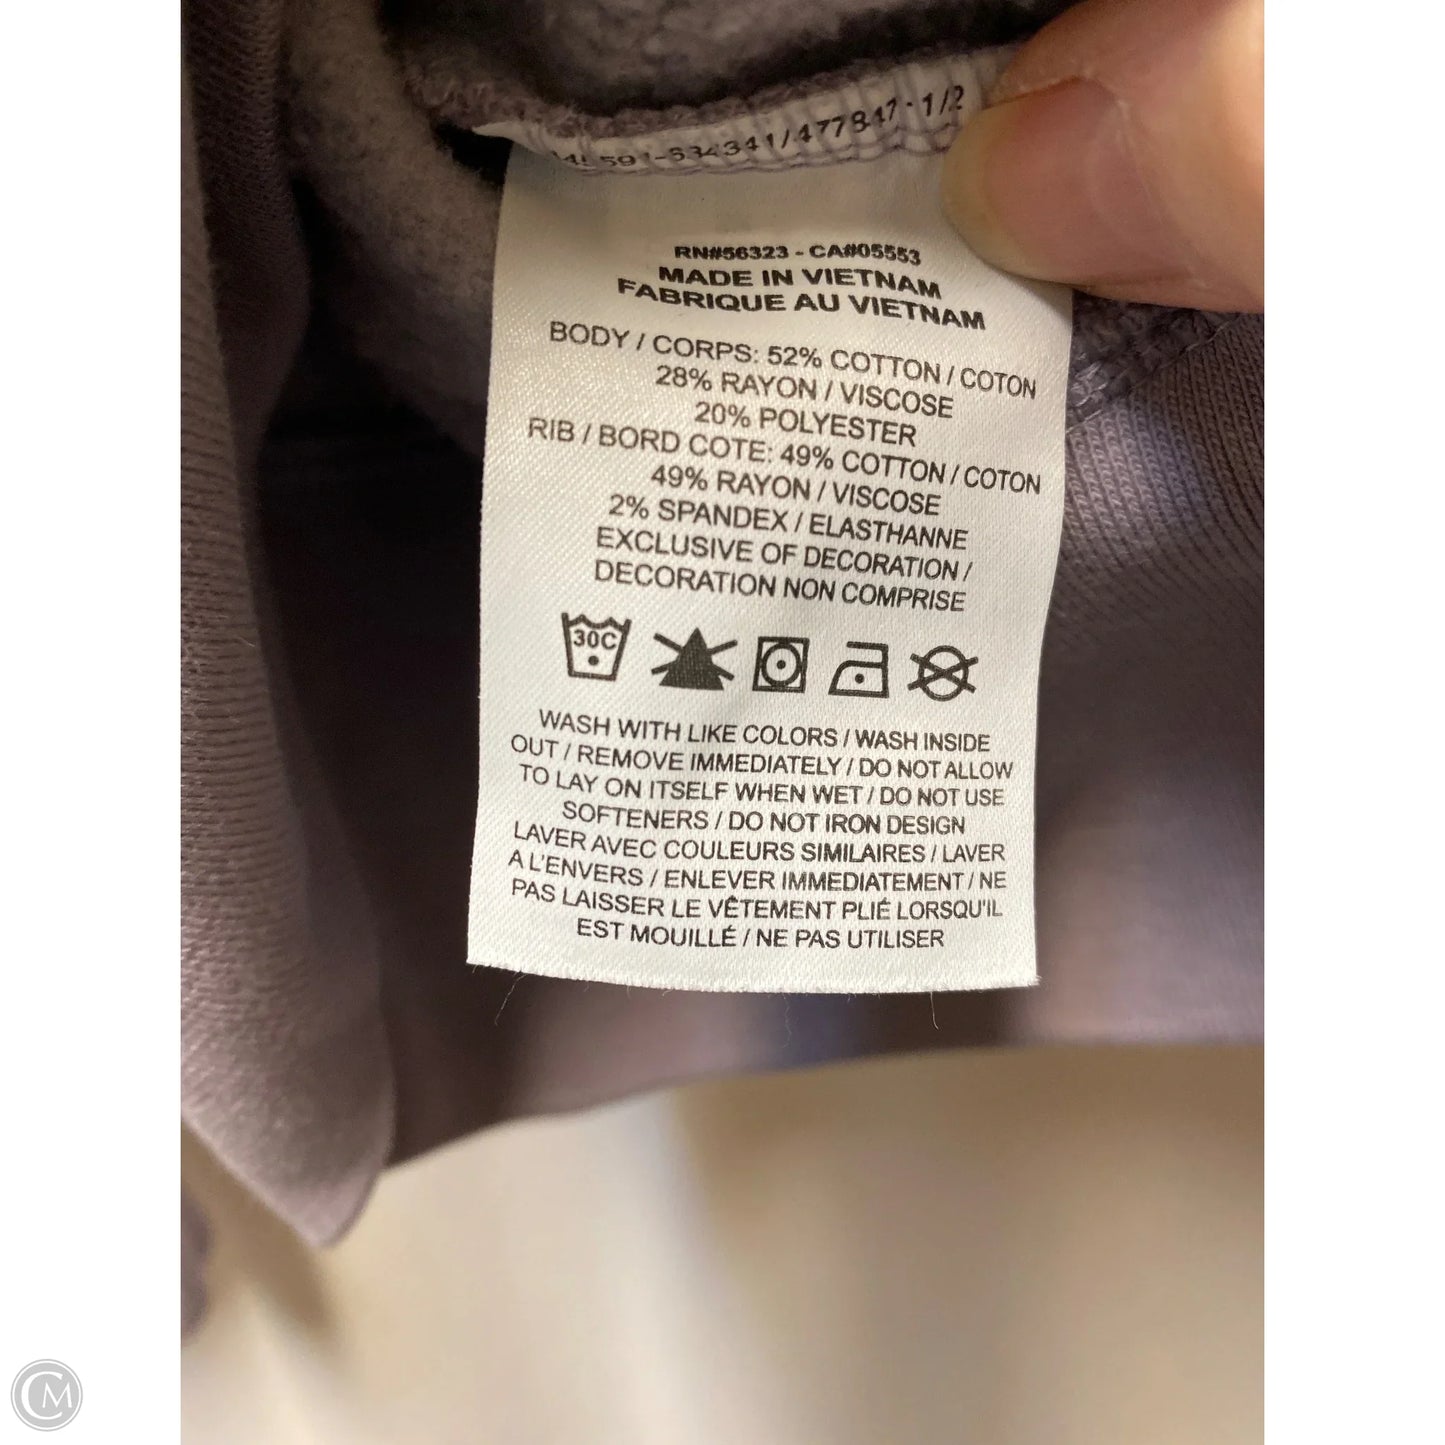 477847-1/2
RN#56323 - CA#05553
MADE IN VIETNAM
FABRIQUE AU VIETNAM
BODY / CORPS: 52% COTTON / COTON
28% RAYON / VISCOSE
20% POLYESTER
RIB / BORD COTE: 49% COTTON / COTON
49% RAYON / VISCOSE
2% SPANDEX / ELASTHANNE
EXCLUSIVE OF DECORATION /
DECORATION NON COMPRISE
30C
WASH WITH LIKE COLORS / WASH INSIDE
OUT / REMOVE IMMEDIATELY / DO NOT ALLOW
TO LAY ON ITSELF WHEN WET / DO NOT USE
SOFTENERS / DO NOT IRON DESIGN
LAVER AVEC COULEURS SIMILAIRES / LAVER
A L'ENVERS / ENLEVER IMMEDIATEMENT / NE
PAS LAISSER LE VÊTEMENT PLIÉ LORSQU'IL
EST MOUILLÉ / NE PAS UTILISER
CM